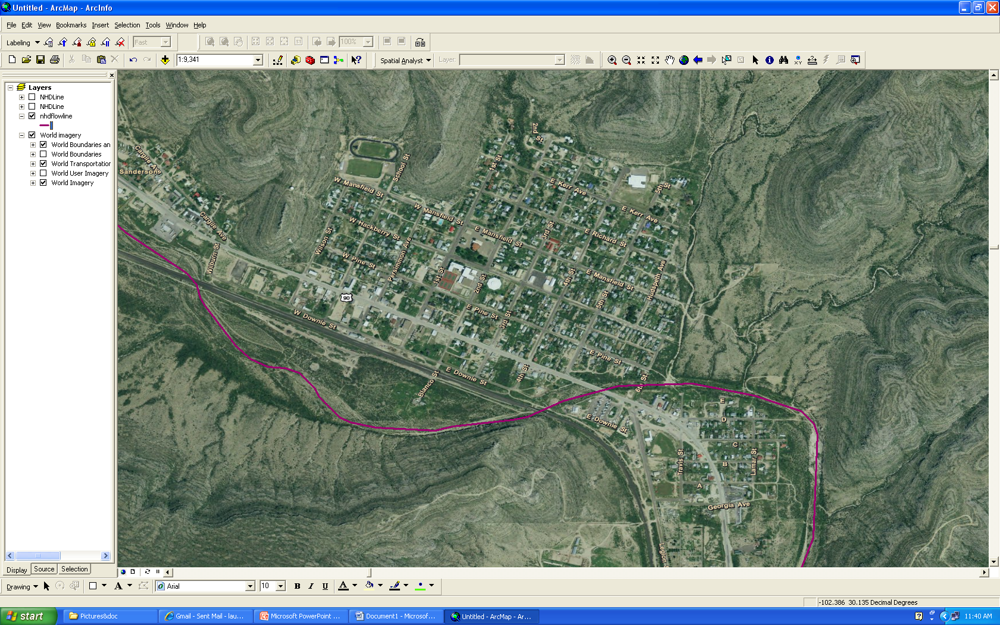 Untitled - ArcMap - ArcInfo
File Edit View Bookmarks Insert Selection Tools Window Help
Labeling Fast 100%
1:9,341 Spatial Analyst Layer:
Layers
NHDLine
NHDLine
nhdflowline
World imagery
World Boundaries an
World Boundaries
World Transportation
World User Imagery
World Imagery
Display Source Selection
2nd St
Cargile Ave
Sanderson
School St
1st St
W Mansfield St
E Kerr Ave
5th St
W Mansfield St
E Kerr Ave
Cargile Ave
W Hackberry St
E Mansfield St
3rd St
E Richard St
Wilson St
Wilburn St
W Pine St
Persimmon Ave
1st St
2nd St
4th St
E Mansfield St
Hudspeth Ave
90
5th St
W Downie St
E Pine St
3rd St
E Pine St
E Downie St
4th St
Blanco St
6th St
E
D
E Downie St
C
B
Travis St
Lamar St
A
Georgia Ave
Legion S
Drawing A Arial 10 B I U A
-102.386 30.135 Decimal Degrees
start Pictures&doc Gmail - Sent Mail - lau... Microsoft PowerPoint ... Document1 - Microsof... Untitled - ArcMap - Ar... 11:40 AM